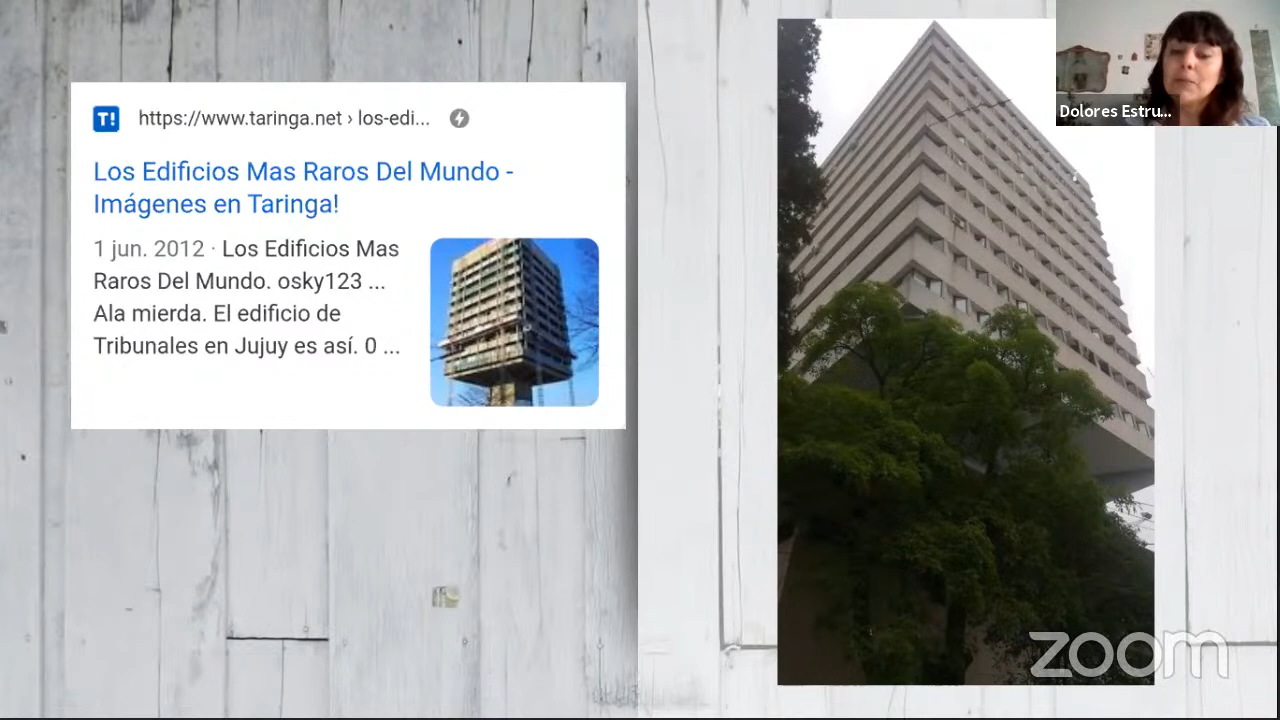 T!
https://www.taringa.net › los-edi...
Los Edificios Mas Raros Del Mundo -
Imágenes en Taringa!
1 jun. 2012 · Los Edificios Mas
Raros Del Mundo. osky123 ...
Ala mierda. El edificio de
Tribunales en Jujuy es así. 0 ...
Dolores Estru...
zoom